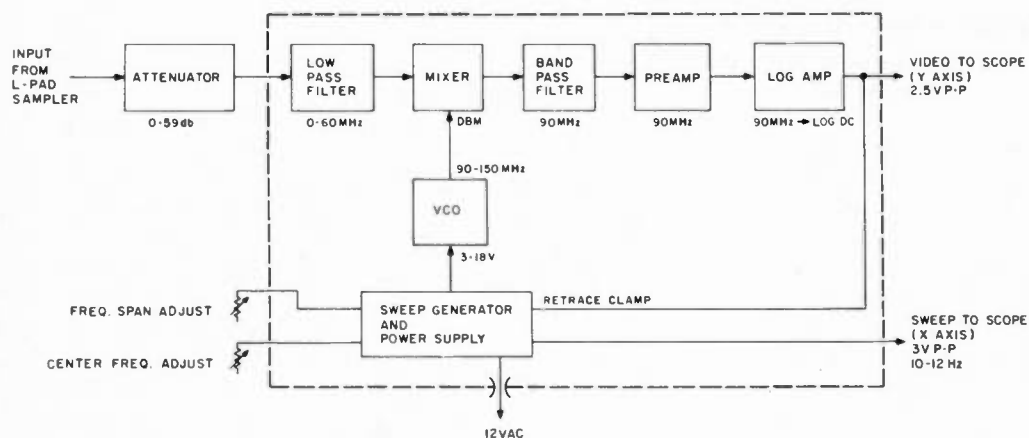 INPUT
FROM
L-PAD
SAMPLER
ATTENUATOR
0-59db
LOW
PASS
FILTER
0-60MHz
MIXER
DBM
BAND
PASS
FILTER
90MHz
PREAMP
90MHz
LOG AMP
90MHz → LOG DC
VIDEO TO SCOPE
(Y AXIS)
2.5V P-P
90-150MHz
VCO
3-18V
FREQ. SPAN ADJUST
CENTER FREQ. ADJUST
SWEEP GENERATOR
AND
POWER SUPPLY
RETRACE CLAMP
SWEEP TO SCOPE
(X AXIS)
3V P-P
10-12 Hz
12VAC